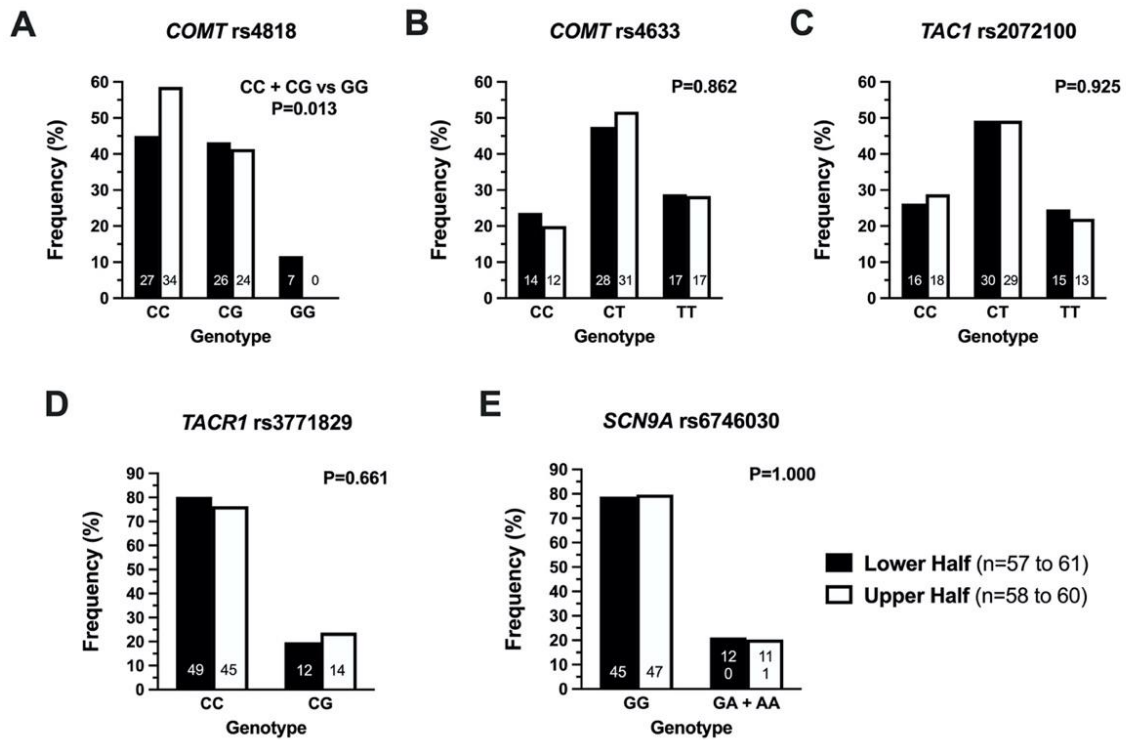 A
COMT rs4818
CC + CG vs GG
P=0.013
Frequency (%)
60
50
40
30
20
10
0
27 34 26 24 7 0
CC CG GG
Genotype
B
COMT rs4633
P=0.862
Frequency (%)
60
50
40
30
20
10
0
14 12 28 31 17 17
CC CT TT
Genotype
C
TAC1 rs2072100
P=0.925
Frequency (%)
60
50
40
30
20
10
0
16 18 30 29 15 13
CC CT TT
Genotype
D
TACR1 rs3771829
P=0.661
Frequency (%)
90
80
70
60
50
40
30
20
10
0
49 45 12 14
CC CG
Genotype
E
SCN9A rs6746030
P=1.000
Frequency (%)
90
80
70
60
50
40
30
20
10
0
12 11
45 47 0 1
GG GA + AA
Genotype
Lower Half (n=57 to 61)
Upper Half (n=58 to 60)